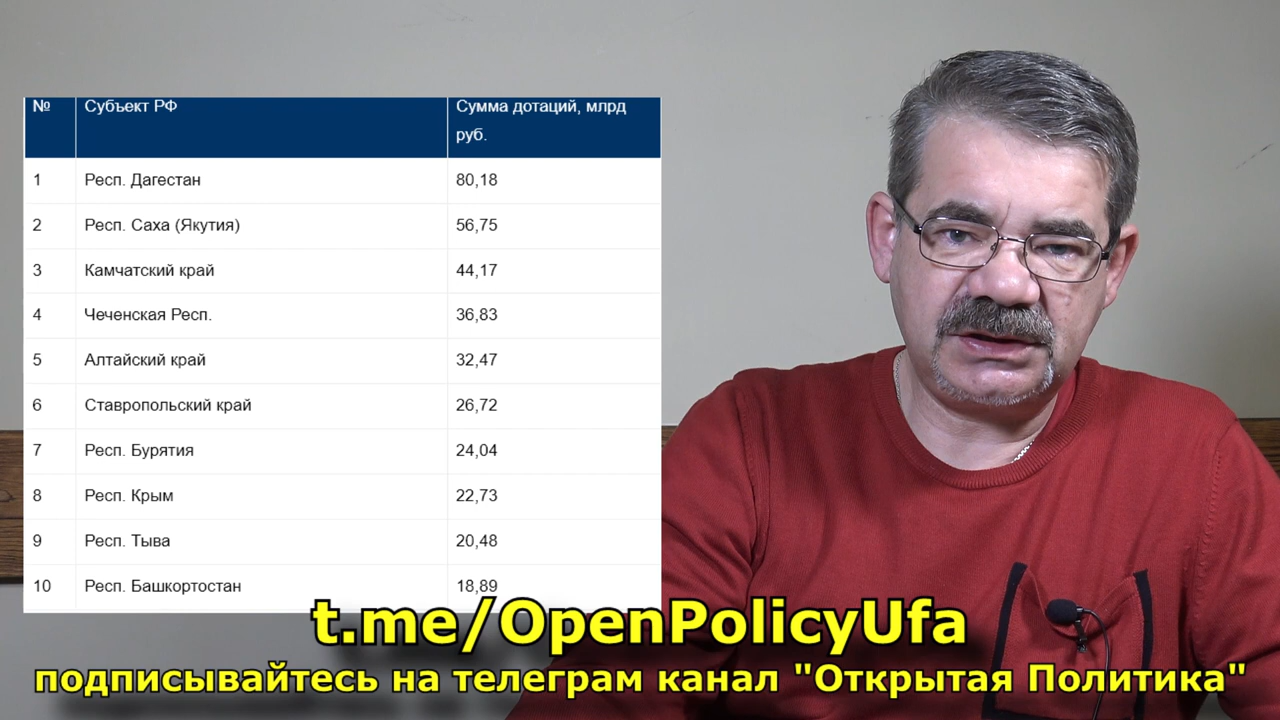 № Субъект РФ Сумма дотаций, млрд
руб.
1 Респ. Дагестан 80,18
2 Респ. Саха (Якутия) 56,75
3 Камчатский край 44,17
4 Чеченская Респ. 36,83
5 Алтайский край 32,47
6 Ставропольский край 26,72
7 Респ. Бурятия 24,04
8 Респ. Крым 22,73
9 Респ. Тыва 20,48
10 Респ. Башкортостан 18,89
t.me/OpenPolicyUfa
подписывайтесь на телеграм канал "Открытая Политика"